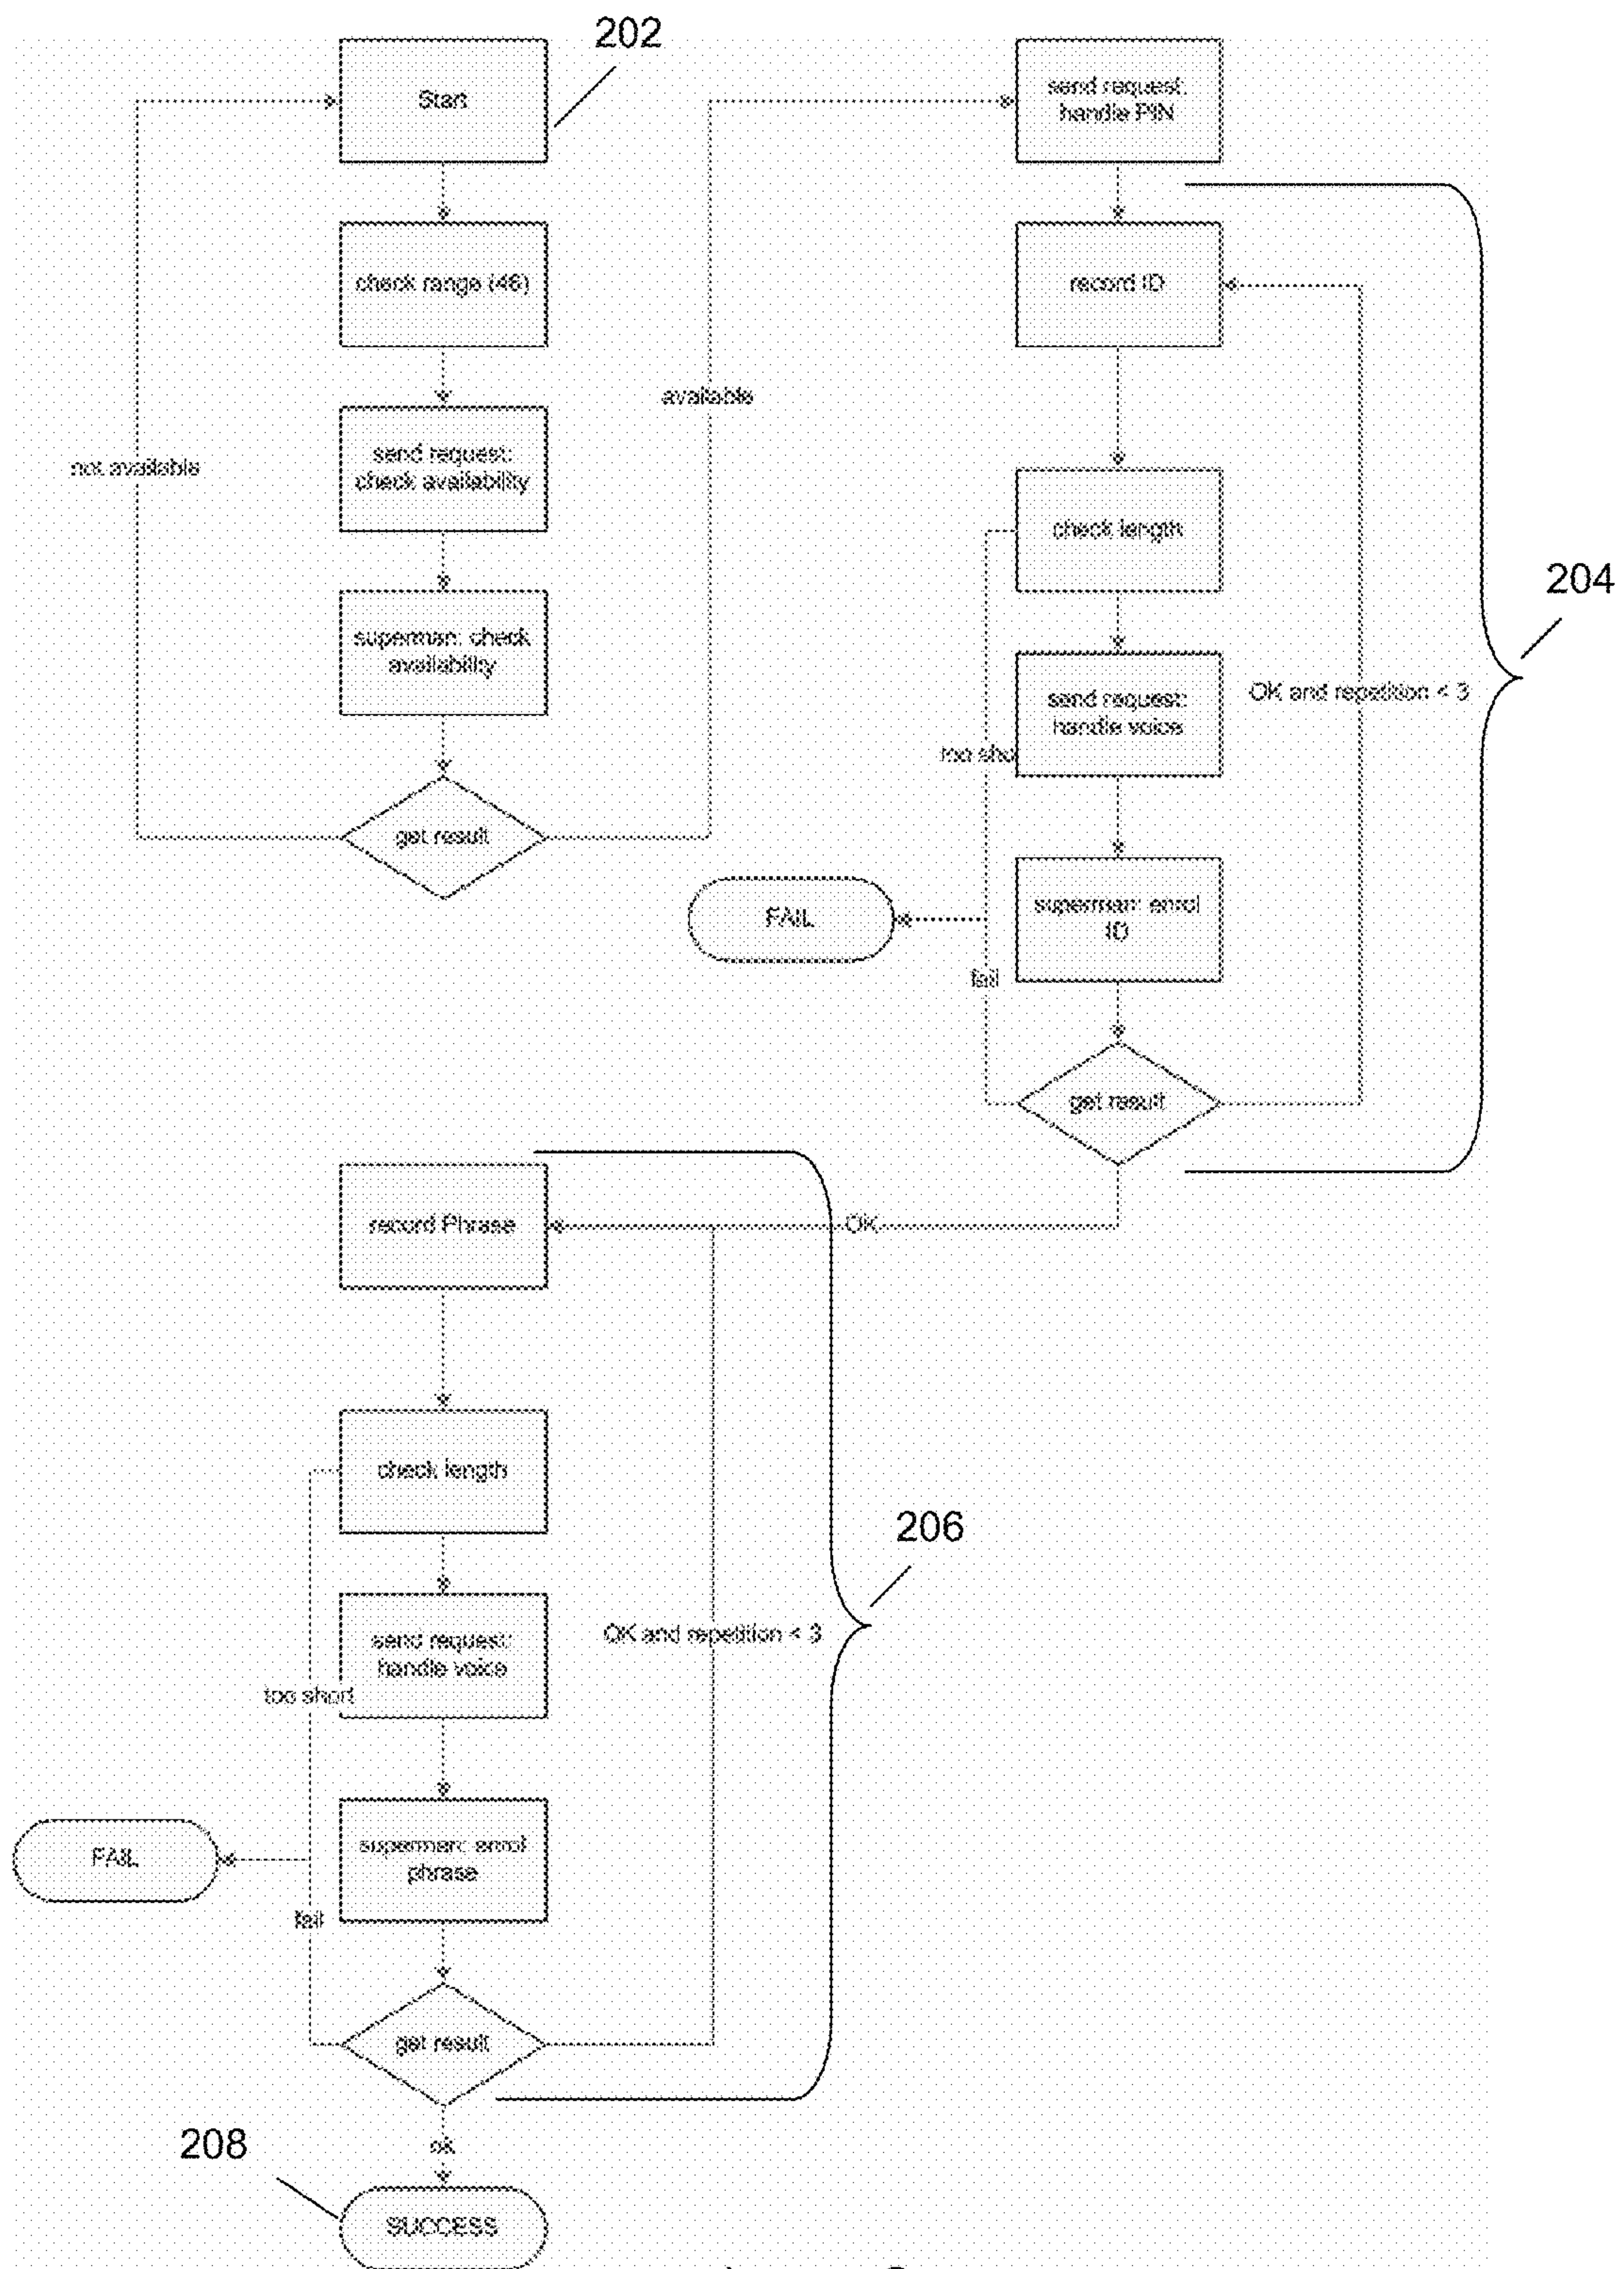 202
Start
check range (46)
send request:
check availability
superman: check
availability
get result
not available
available
send request:
handle PIN
record ID
check length
send request:
handle voice
superman: enrol
ID
get result
too sho
fail
FAIL
OK and repetition < 3
204
OK
record Phrase
check length
send request:
handle voice
superman: enrol
phrase
get result
too short
fail
FAIL
OK and repetition < 3
206
ok
208
SUCCESS